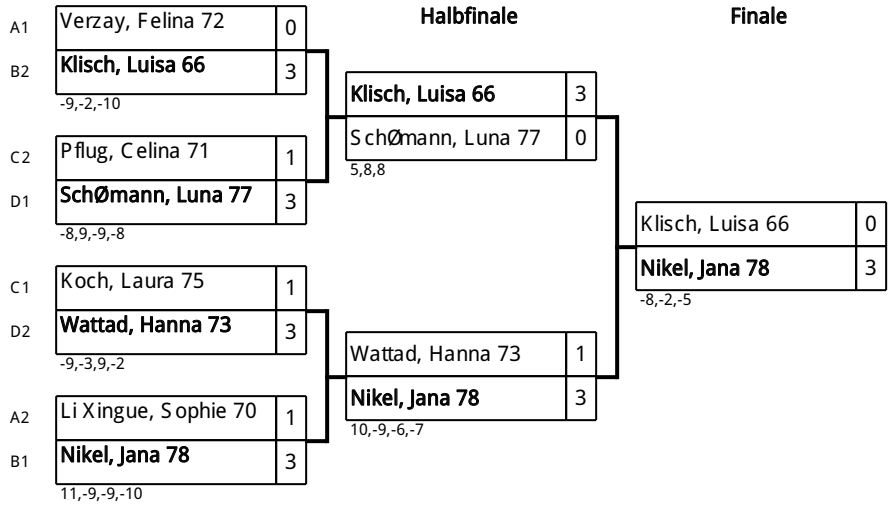 Halbfinale
Finale
A1 Verzay, Felina 72 0
B2 Klisch, Luisa 66 3
-9,-2,-10
C2 Pflug, Celina 71 1
D1 SchØmann, Luna 77 3
-8,9,-9,-8
C1 Koch, Laura 75 1
D2 Wattad, Hanna 73 3
-9,-3,9,-2
A2 Li Xingue, Sophie 70 1
B1 Nikel, Jana 78 3
11,-9,-9,-10
Klisch, Luisa 66 3
SchØmann, Luna 77 0
5,8,8
Wattad, Hanna 73 1
Nikel, Jana 78 3
10,-9,-6,-7
Klisch, Luisa 66 0
Nikel, Jana 78 3
-8,-2,-5